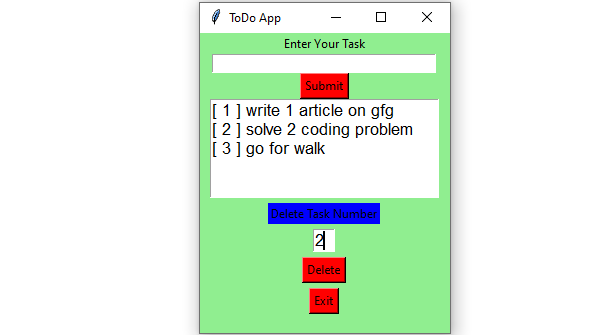 ToDo App
Enter Your Task
Submit
[ 1 ] write 1 article on gfg
[ 2 ] solve 2 coding problem
[ 3 ] go for walk
Delete Task Number
2
Delete
Exit